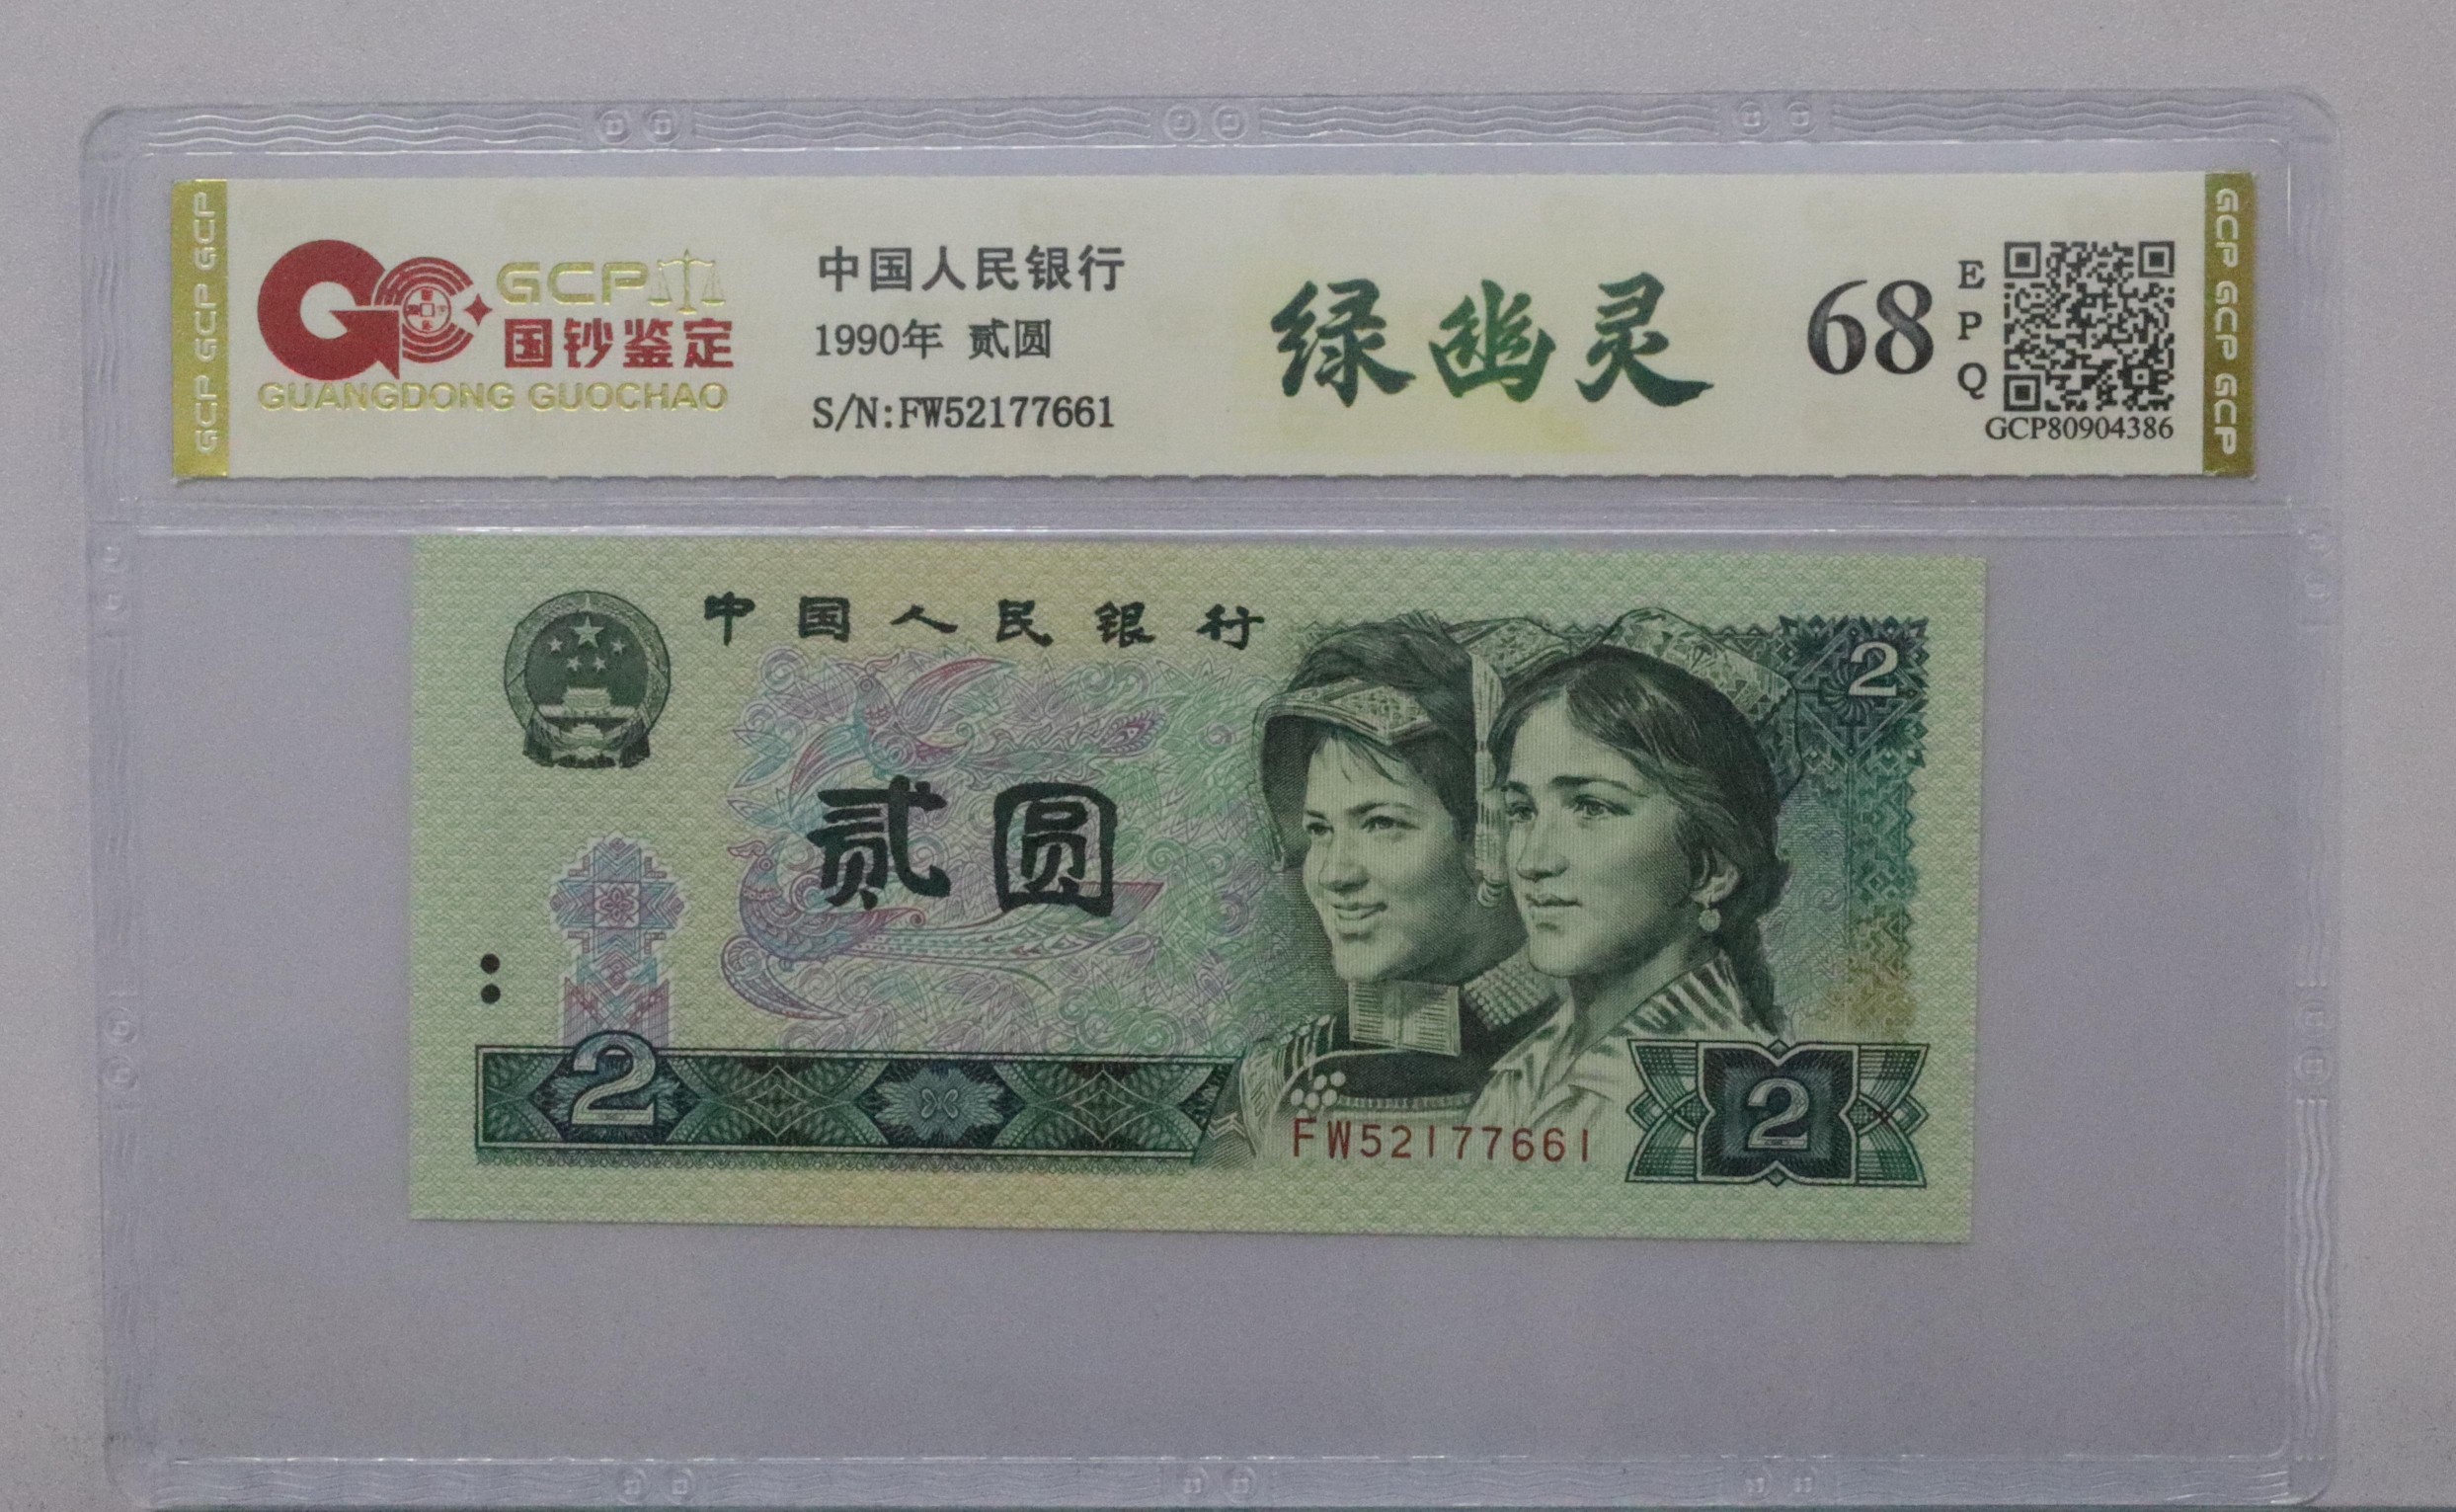 GCP GCP GCP
GCP
国钞鉴定
GUANGDONG GUOCHAO
中国人民银行
1990年 贰圆
S/N:FW52177661
绿幽灵
68
EPQ
GCP80904386
GCP GCP GCP
中国人民银行
2
贰圆
2
FW52177661
2